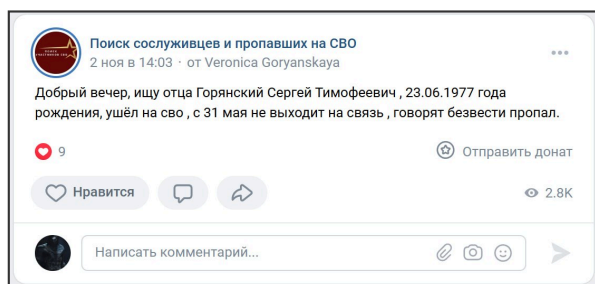 Поиск сослуживцев и пропавших на СВО
2 ноя в 14:03 · от Veronica Goryanskaya
Добрый вечер, ищу отца Горянский Сергей Тимофеевич , 23.06.1977 года
рождения, ушёл на сво , с 31 мая не выходит на связь , говорят безвести пропал.
9
Отправить донат
Нравится
2.8K
Написать комментарий...